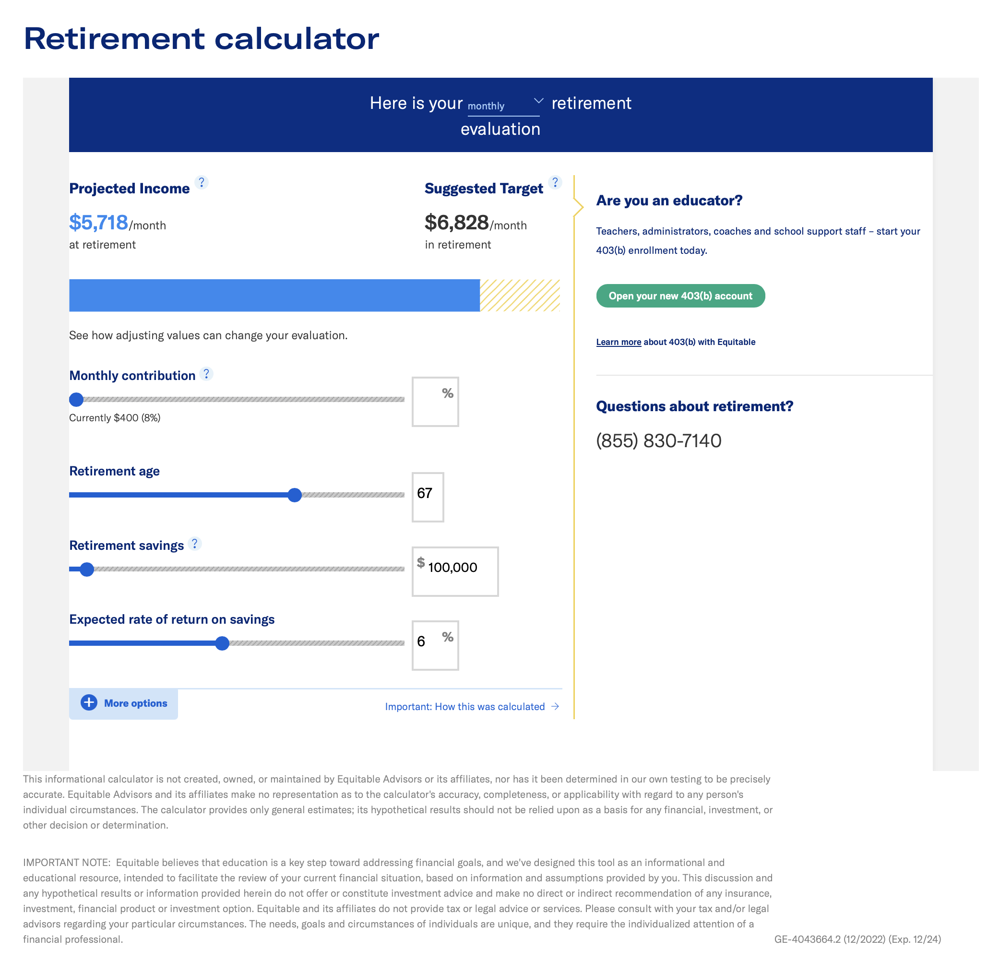 Retirement calculator
Here is your monthly retirement
evaluation
Projected Income ?
$5,718/month
at retirement
Suggested Target ?
$6,828/month
in retirement
See how adjusting values can change your evaluation.
Monthly contribution ?
%
Currently $400 (8%)
Retirement age
67
Retirement savings ?
$ 100,000
Expected rate of return on savings
6 %
More options
Important: How this was calculated →
Are you an educator?
Teachers, administrators, coaches and school support staff – start your
403(b) enrollment today.
Open your new 403(b) account
Learn more about 403(b) with Equitable
Questions about retirement?
(855) 830-7140
This informational calculator is not created, owned, or maintained by Equitable Advisors or its affiliates, nor has it been determined in our own testing to be precisely
accurate. Equitable Advisors and its affiliates make no representation as to the calculator's accuracy, completeness, or applicability with regard to any person's
individual circumstances. The calculator provides only general estimates; its hypothetical results should not be relied upon as a basis for any financial, investment, or
other decision or determination.
IMPORTANT NOTE: Equitable believes that education is a key step toward addressing financial goals, and we've designed this tool as an informational and
educational resource, intended to facilitate the review of your current financial situation, based on information and assumptions provided by you. This discussion and
any hypothetical results or information provided herein do not offer or constitute investment advice and make no direct or indirect recommendation of any insurance,
investment, financial product or investment option. Equitable and its affiliates do not provide tax or legal advice or services. Please consult with your tax and/or legal
advisors regarding your particular circumstances. The needs, goals and circumstances of individuals are unique, and they require the individualized attention of a
financial professional.
GE-4043664.2 (12/2022) (Exp. 12/24)